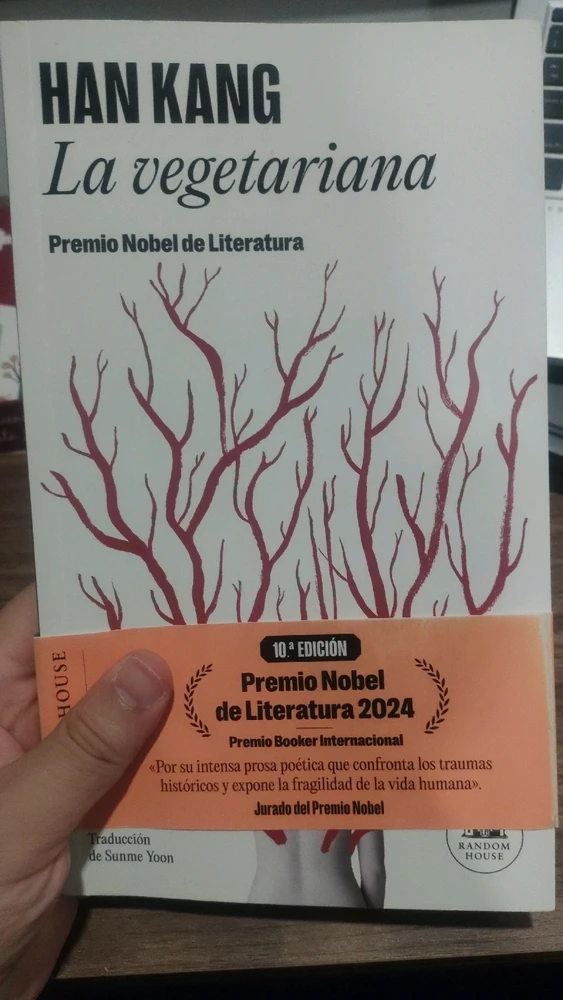 HAN KANG
La vegetariana
Premio Nobel de Literatura
10.ª EDICIÓN
Premio Nobel
de Literatura 2024
Premio Booker Internacional
«Por su intensa prosa poética que confronta los traumas
históricos y expone la fragilidad de la vida humana».
Jurado del Premio Nobel
HOUSE
Traducción
de Sunme Yoon
RANDOM
HOUSE